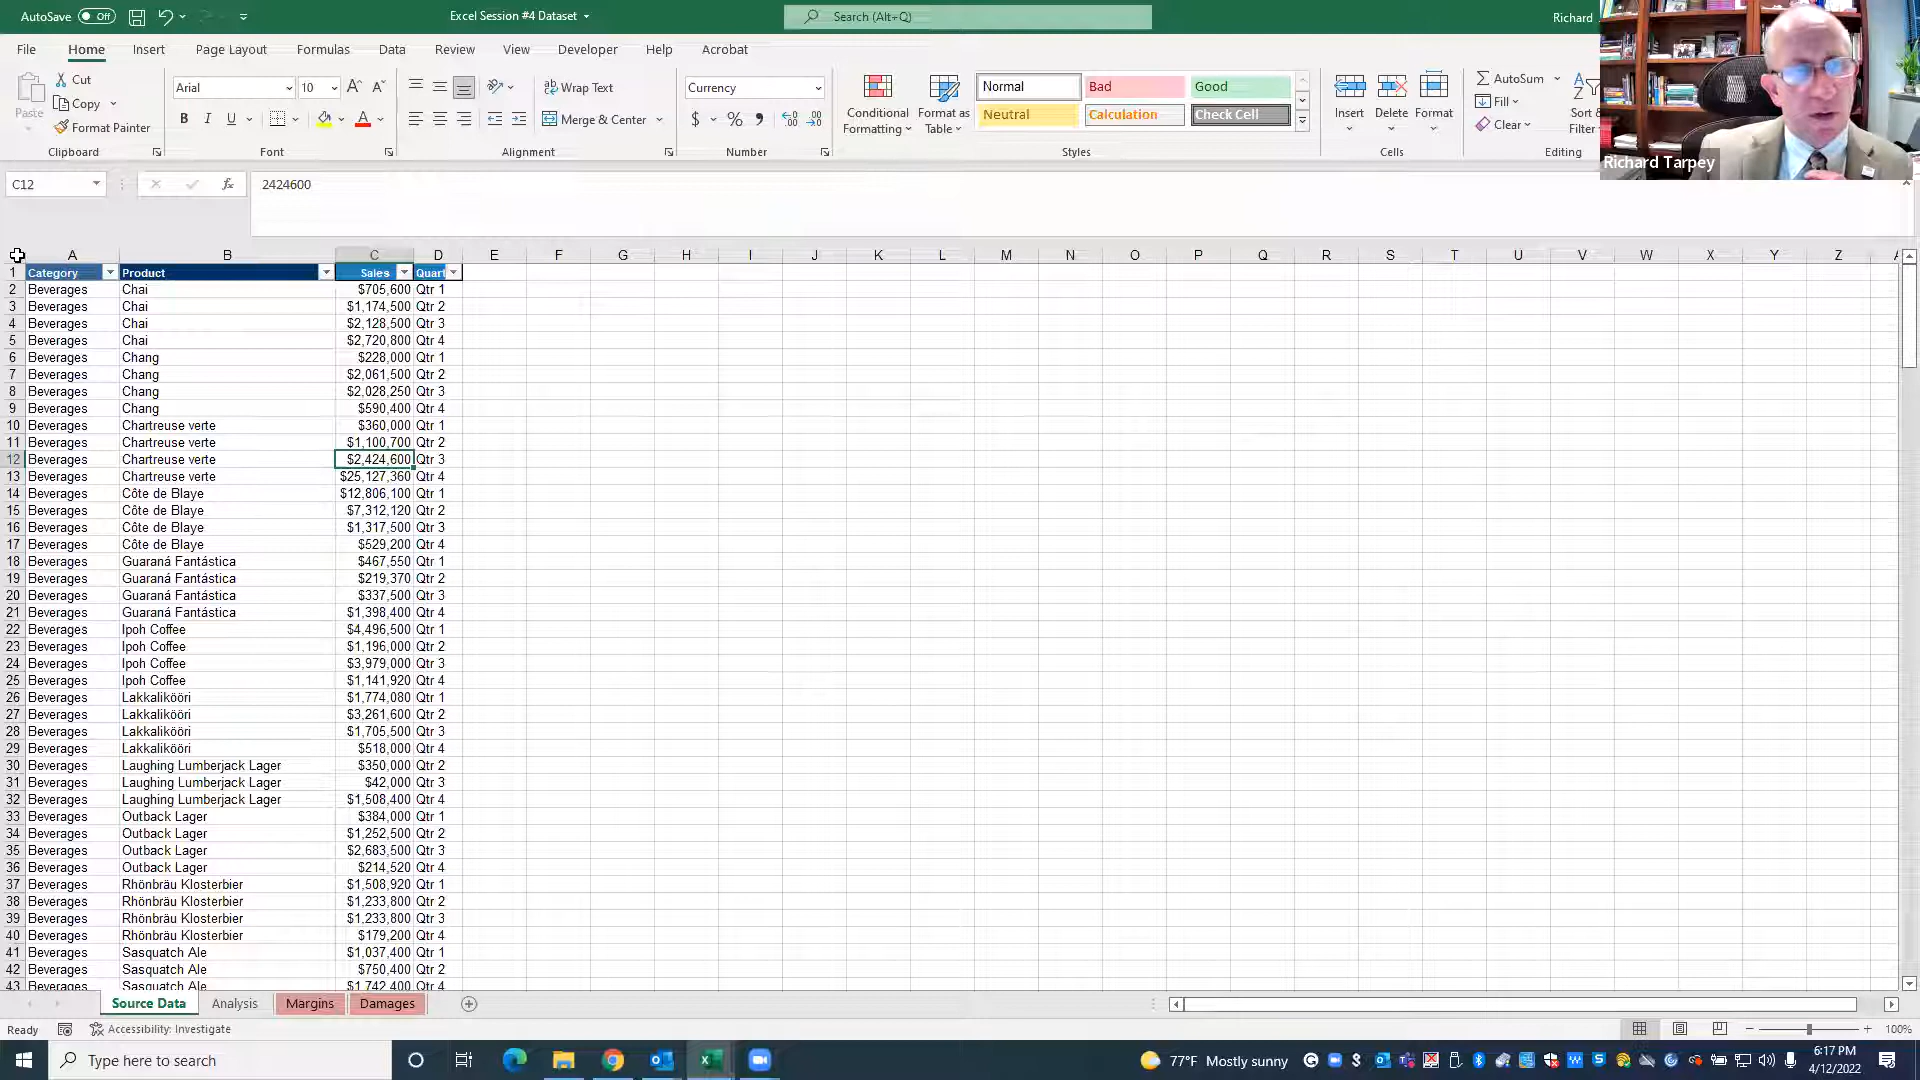 AutoSave Off Excel Session #4 Dataset Search (Alt+Q) Richard
File Home Insert Page Layout Formulas Data Review View Developer Help Acrobat
Paste Cut Copy Format Painter Clipboard
Arial 10 A A B I U A Font
ab Wrap Text Merge & Center Alignment
Currency $ % Number
Conditional Formatting Format as Table Normal Bad Good Neutral Calculation Check Cell Styles
Insert Delete Format Cells
AutoSum Fill Clear Sort & Filter Editing
Richard Tarpey
C12 fx 2424600
A B C D E F G H I J K L M N O P Q R S T U V W X Y Z
1 Category Product Sales Quart
2 Beverages Chai $705,600 Qtr 1
3 Beverages Chai $1,174,500 Qtr 2
4 Beverages Chai $2,128,500 Qtr 3
5 Beverages Chai $2,720,800 Qtr 4
6 Beverages Chang $228,000 Qtr 1
7 Beverages Chang $2,061,500 Qtr 2
8 Beverages Chang $2,028,250 Qtr 3
9 Beverages Chang $590,400 Qtr 4
10 Beverages Chartreuse verte $360,000 Qtr 1
11 Beverages Chartreuse verte $1,100,700 Qtr 2
12 Beverages Chartreuse verte $2,424,600 Qtr 3
13 Beverages Chartreuse verte $25,127,360 Qtr 4
14 Beverages Côte de Blaye $12,806,100 Qtr 1
15 Beverages Côte de Blaye $7,312,120 Qtr 2
16 Beverages Côte de Blaye $1,317,500 Qtr 3
17 Beverages Côte de Blaye $529,200 Qtr 4
18 Beverages Guaraná Fantástica $467,550 Qtr 1
19 Beverages Guaraná Fantástica $219,370 Qtr 2
20 Beverages Guaraná Fantástica $337,500 Qtr 3
21 Beverages Guaraná Fantástica $1,398,400 Qtr 4
22 Beverages Ipoh Coffee $4,496,500 Qtr 1
23 Beverages Ipoh Coffee $1,196,000 Qtr 2
24 Beverages Ipoh Coffee $3,979,000 Qtr 3
25 Beverages Ipoh Coffee $1,141,920 Qtr 4
26 Beverages Lakkalikööri $1,774,080 Qtr 1
27 Beverages Lakkalikööri $3,261,600 Qtr 2
28 Beverages Lakkalikööri $1,705,500 Qtr 3
29 Beverages Lakkalikööri $518,000 Qtr 4
30 Beverages Laughing Lumberjack Lager $350,000 Qtr 2
31 Beverages Laughing Lumberjack Lager $42,000 Qtr 3
32 Beverages Laughing Lumberjack Lager $1,508,400 Qtr 4
33 Beverages Outback Lager $384,000 Qtr 1
34 Beverages Outback Lager $1,252,500 Qtr 2
35 Beverages Outback Lager $2,683,500 Qtr 3
36 Beverages Outback Lager $214,520 Qtr 4
37 Beverages Rhönbräu Klosterbier $1,508,920 Qtr 1
38 Beverages Rhönbräu Klosterbier $1,233,800 Qtr 2
39 Beverages Rhönbräu Klosterbier $1,233,800 Qtr 3
40 Beverages Rhönbräu Klosterbier $179,200 Qtr 4
41 Beverages Sasquatch Ale $1,037,400 Qtr 1
42 Beverages Sasquatch Ale $750,400 Qtr 2
43 Beverages Sasquatch Ale $1,742,400 Qtr 4
Source Data Analysis Margins Damages
Ready Accessibility: Investigate 100%
Type here to search 77°F Mostly sunny 6:17 PM
4/12/2022